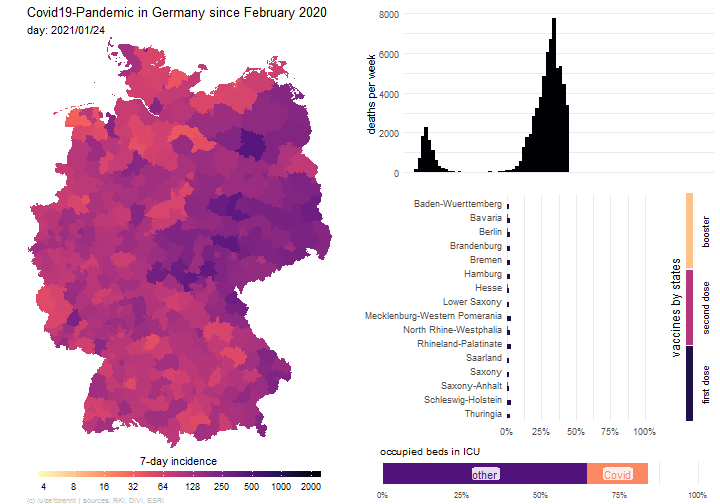 Covid19-Pandemic in Germany since February 2020
day: 2021/01/24
7-day incidence
4 8 16 32 64 128 256 500 1000 2000
(c) /u/zeitbrennt | sources: RKI, DIVI, ESRI
deaths per week
8000
6000
4000
2000
0
Baden-Wuerttemberg
Bavaria
Berlin
Brandenburg
Bremen
Hamburg
Hesse
Lower Saxony
Mecklenburg-Western Pomerania
North Rhine-Westphalia
Rhineland-Palatinate
Saarland
Saxony
Saxony-Anhalt
Schleswig-Holstein
Thuringia
0% 25% 50% 75% 100%
vaccines by states
booster
second dose
first dose
occupied beds in ICU
other Covid
0% 25% 50% 75% 100%